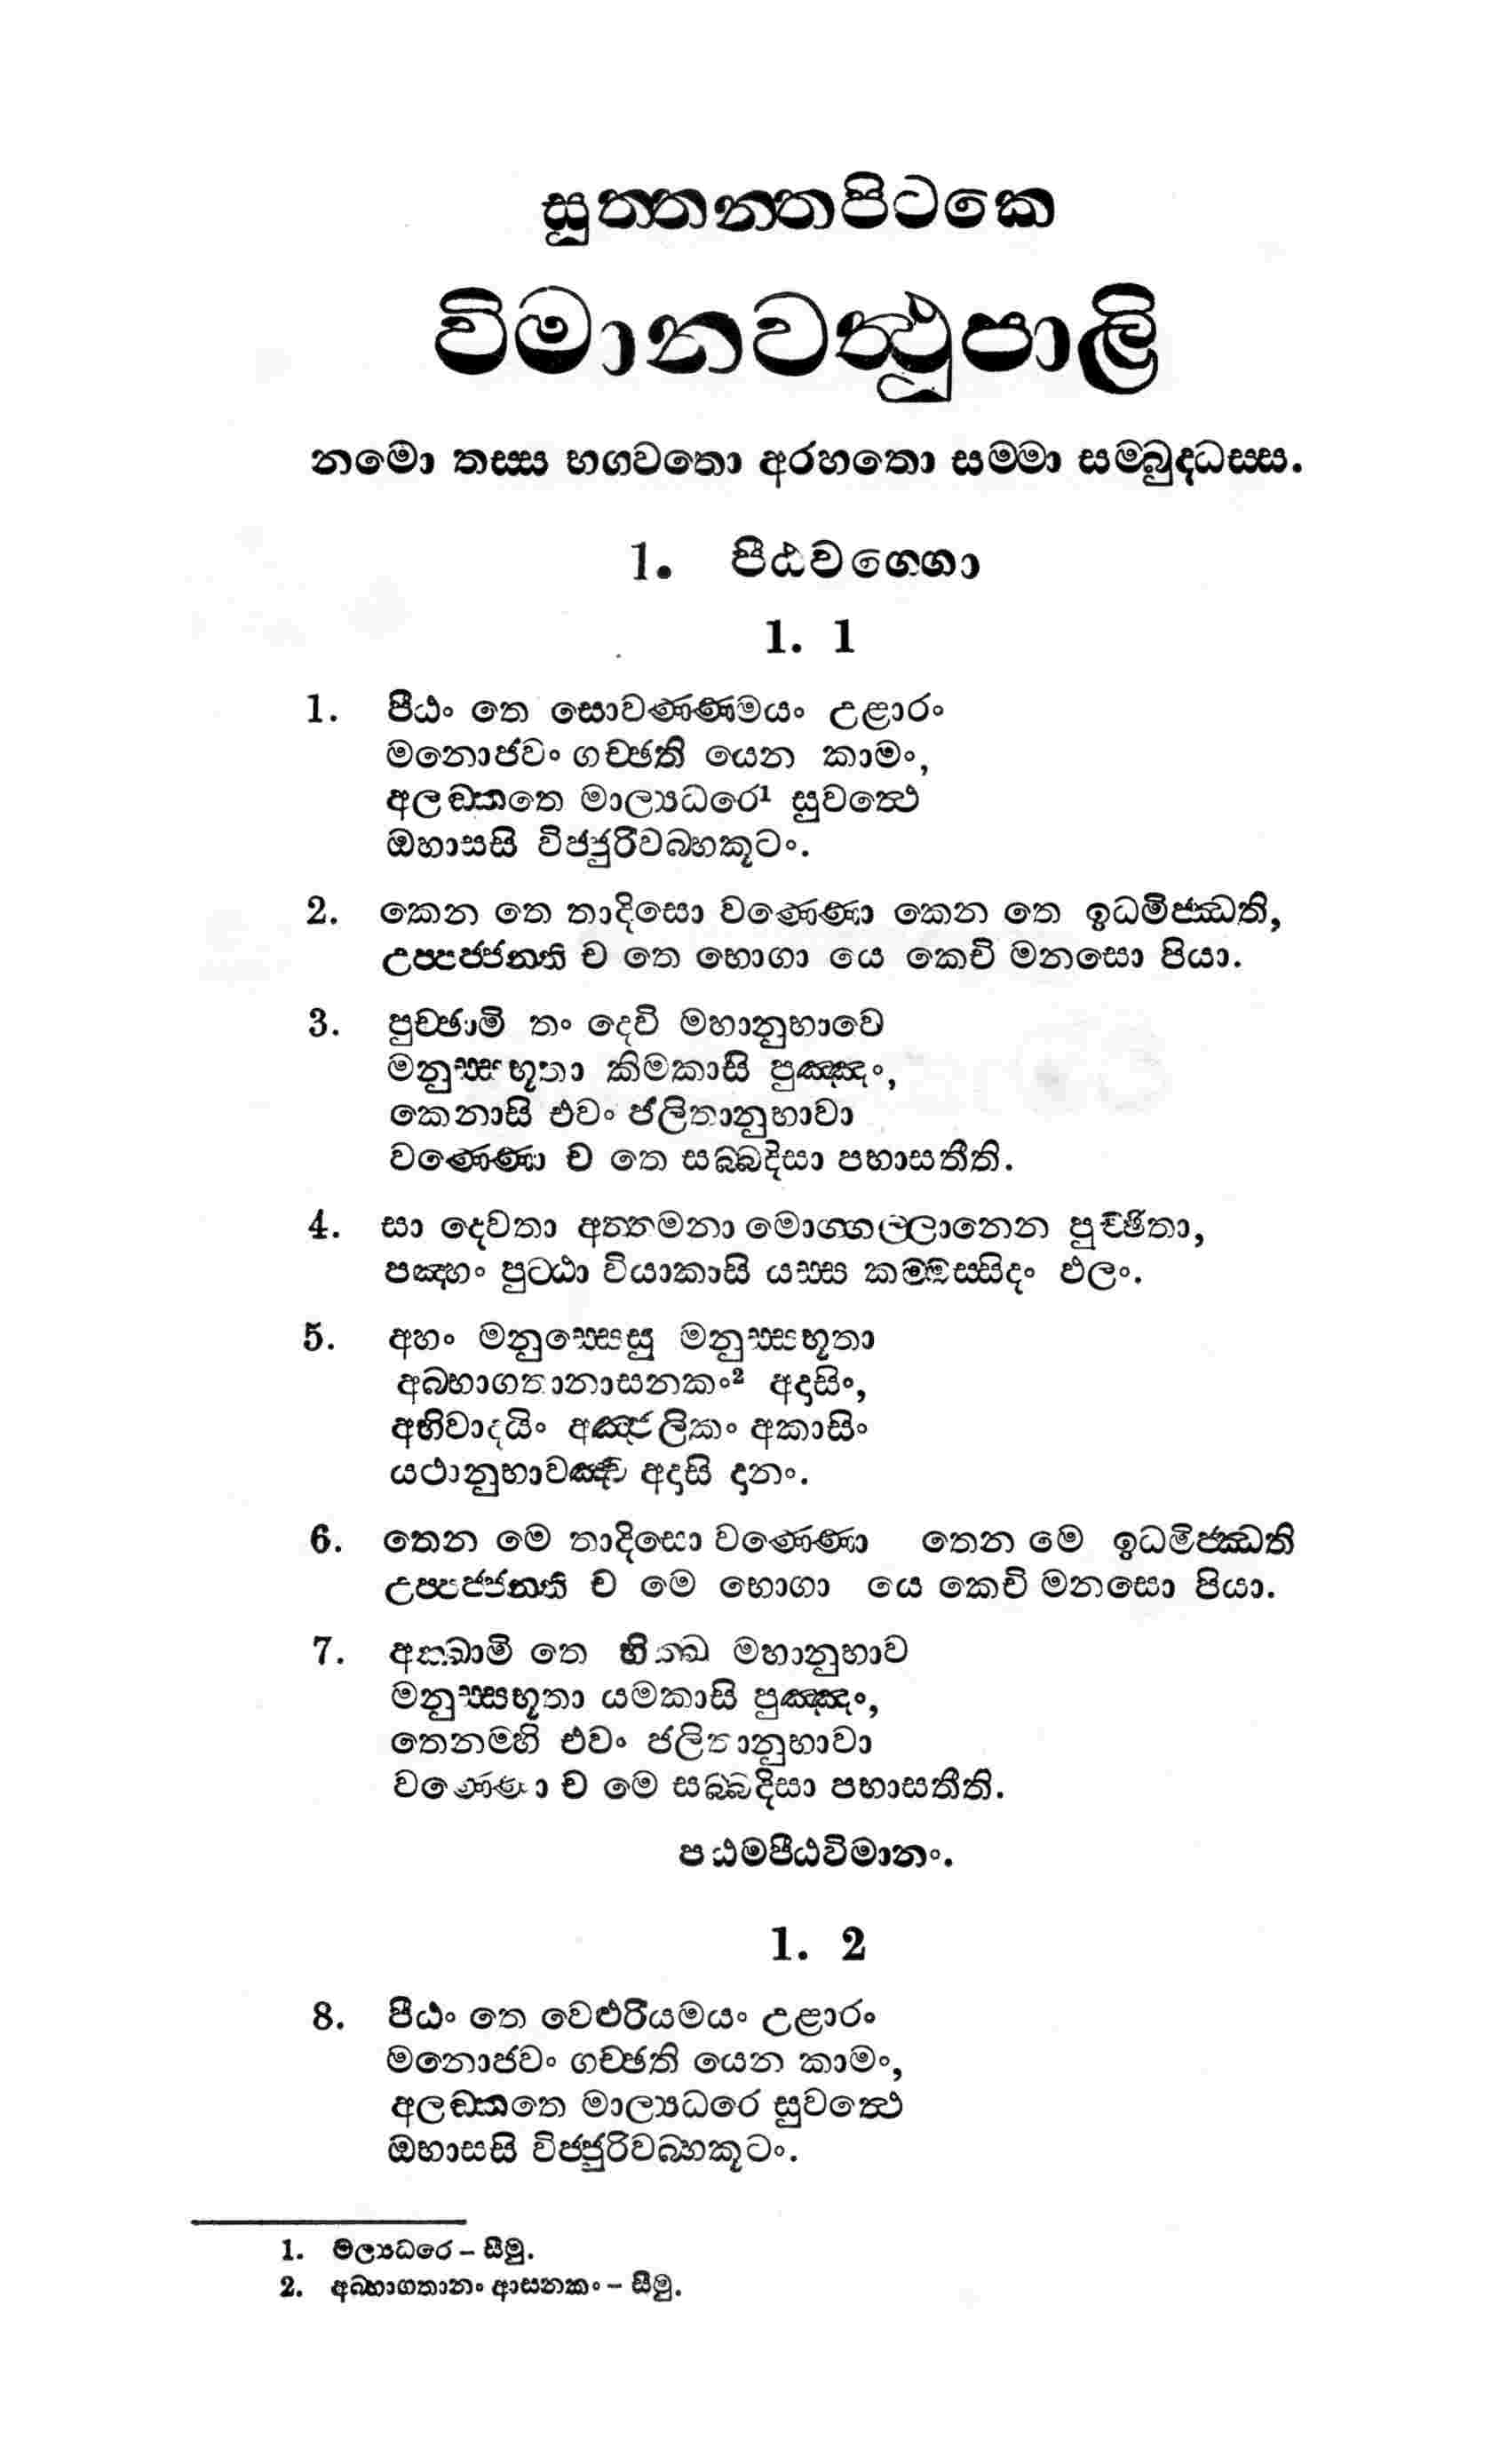 සුත්තන්තපිටකෙ
විමානවත්ථුපාලි
නමො තස්ස භගවතො අරහතො සම්මා සම්බුද්ධස්ස.
1. පීඨවග්ගො
1. 1
1. පීඨං තෙ සොවණ්ණමයං උළාරං
මනොජවං ගච්ඡති යෙන කාමං,
අලඞ්කතෙ මාල්‍යධරෙ¹ සුවත්ථෙ
ඔභාසසි විජ්ජුරිවබ්භකූටං.
2. කෙන තෙ තාදිසො වණ්ණො කෙන තෙ ඉධමිජ්ඣති,
උප්පජ්ජන්ති ච තෙ භොගා යෙ කෙචි මනසො පියා.
3. පුච්ඡාමි තං දෙවි මහානුභාවෙ
මනුස්සභූතා කිමකාසි පුඤ්ඤං,
කෙනාසි එවං ජලිතානුභාවා
වණ්ණො ච තෙ සබ්බදිසා පභාසතීති.
4. සා දෙවතා අත්තමනා මොග්ගල්ලානෙන පුච්ඡිතා,
පඤ්හං පුට්ඨා වියාකාසි යස්ස කම්මස්සිදං ඵලං.
5. අහං මනුස්සෙසු මනුස්සභූතා
අබ්භාගතානාසනකං² අදාසිං,
අභිවාදයිං අඤ්ජලිකං අකාසිං
යථානුභාවඤ්ච අදාසි දානං.
6. තෙන මෙ තාදිසො වණ්ණො තෙන මෙ ඉධමිජ්ඣති
උප්පජ්ජන්ති ච මෙ භොගා යෙ කෙචි මනසො පියා.
7. අක්ඛාමි තෙ භික්ඛු මහානුභාව
මනුස්සභූතා යමකාසි පුඤ්ඤං,
තෙනම්හි එවං ජලිතානුභාවා
වණ්ණො ච මෙ සබ්බදිසා පභාසතීති.
පඨමපීඨවිමානං.
1. 2
8. පීඨං තෙ වෙළුරියමයං උළාරං
මනොජවං ගච්ඡති යෙන කාමං,
අලඞ්කතෙ මාල්‍යධරෙ සුවත්ථෙ
ඔභාසසි විජ්ජුරිවබ්භකූටං.
1. මල්‍යධරෙ – සීමු.
2. අබ්භාගතානං ආසනකං – සීමු.